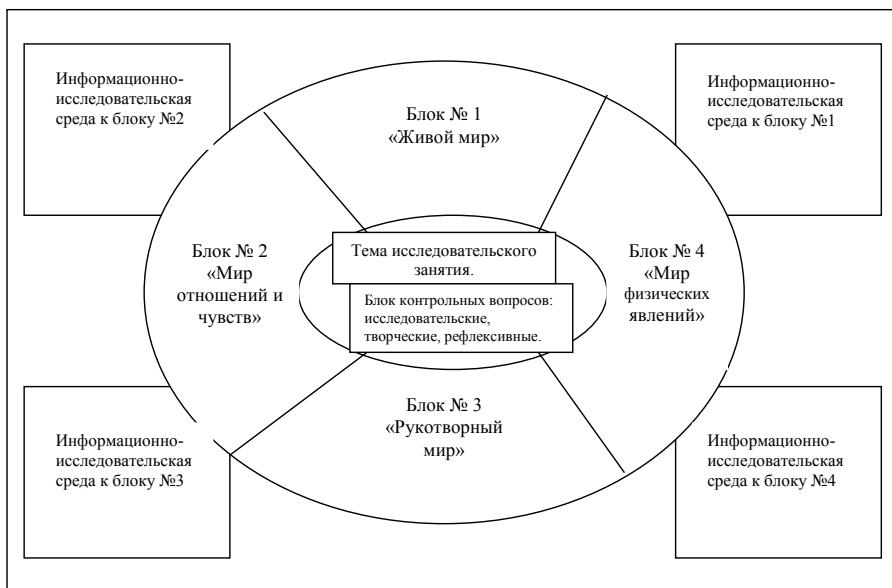 Информационно-
исследовательская
среда к блоку №2
Блок № 1
«Живой мир»
Информационно-
исследовательская
среда к блоку №1
Блок № 2
«Мир
отношений и
чувств»
Тема исследовательского
занятия.
Блок контрольных вопросов:
исследовательские,
творческие, рефлексивные.
Блок № 4
«Мир
физических
явлений»
Информационно-
исследовательская
среда к блоку №3
Блок № 3
«Рукотворный
мир»
Информационно-
исследовательская
среда к блоку №4